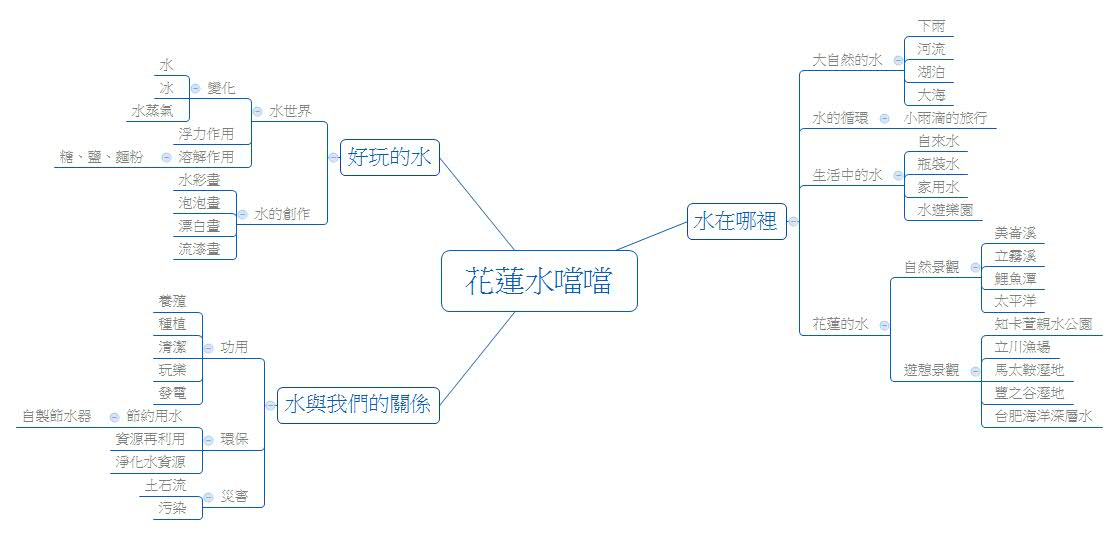 花蓮水噹噹
好玩的水
水世界
變化
水
冰
水蒸氣
浮力作用
溶解作用
糖、鹽、麵粉
水的創作
水彩畫
泡泡畫
漂白畫
流漆畫
水與我們的關係
功用
養殖
種植
清潔
玩樂
發電
環保
節約用水
自製節水器
資源再利用
淨化水資源
災害
土石流
污染
水在哪裡
大自然的水
下雨
河流
湖泊
大海
水的循環
小雨滴的旅行
生活中的水
自來水
瓶裝水
家用水
水遊樂園
花蓮的水
自然景觀
美崙溪
立霧溪
鯉魚潭
太平洋
遊憩景觀
知卡萱親水公園
立川漁場
馬太鞍溼地
豐之谷溼地
台肥海洋深層水